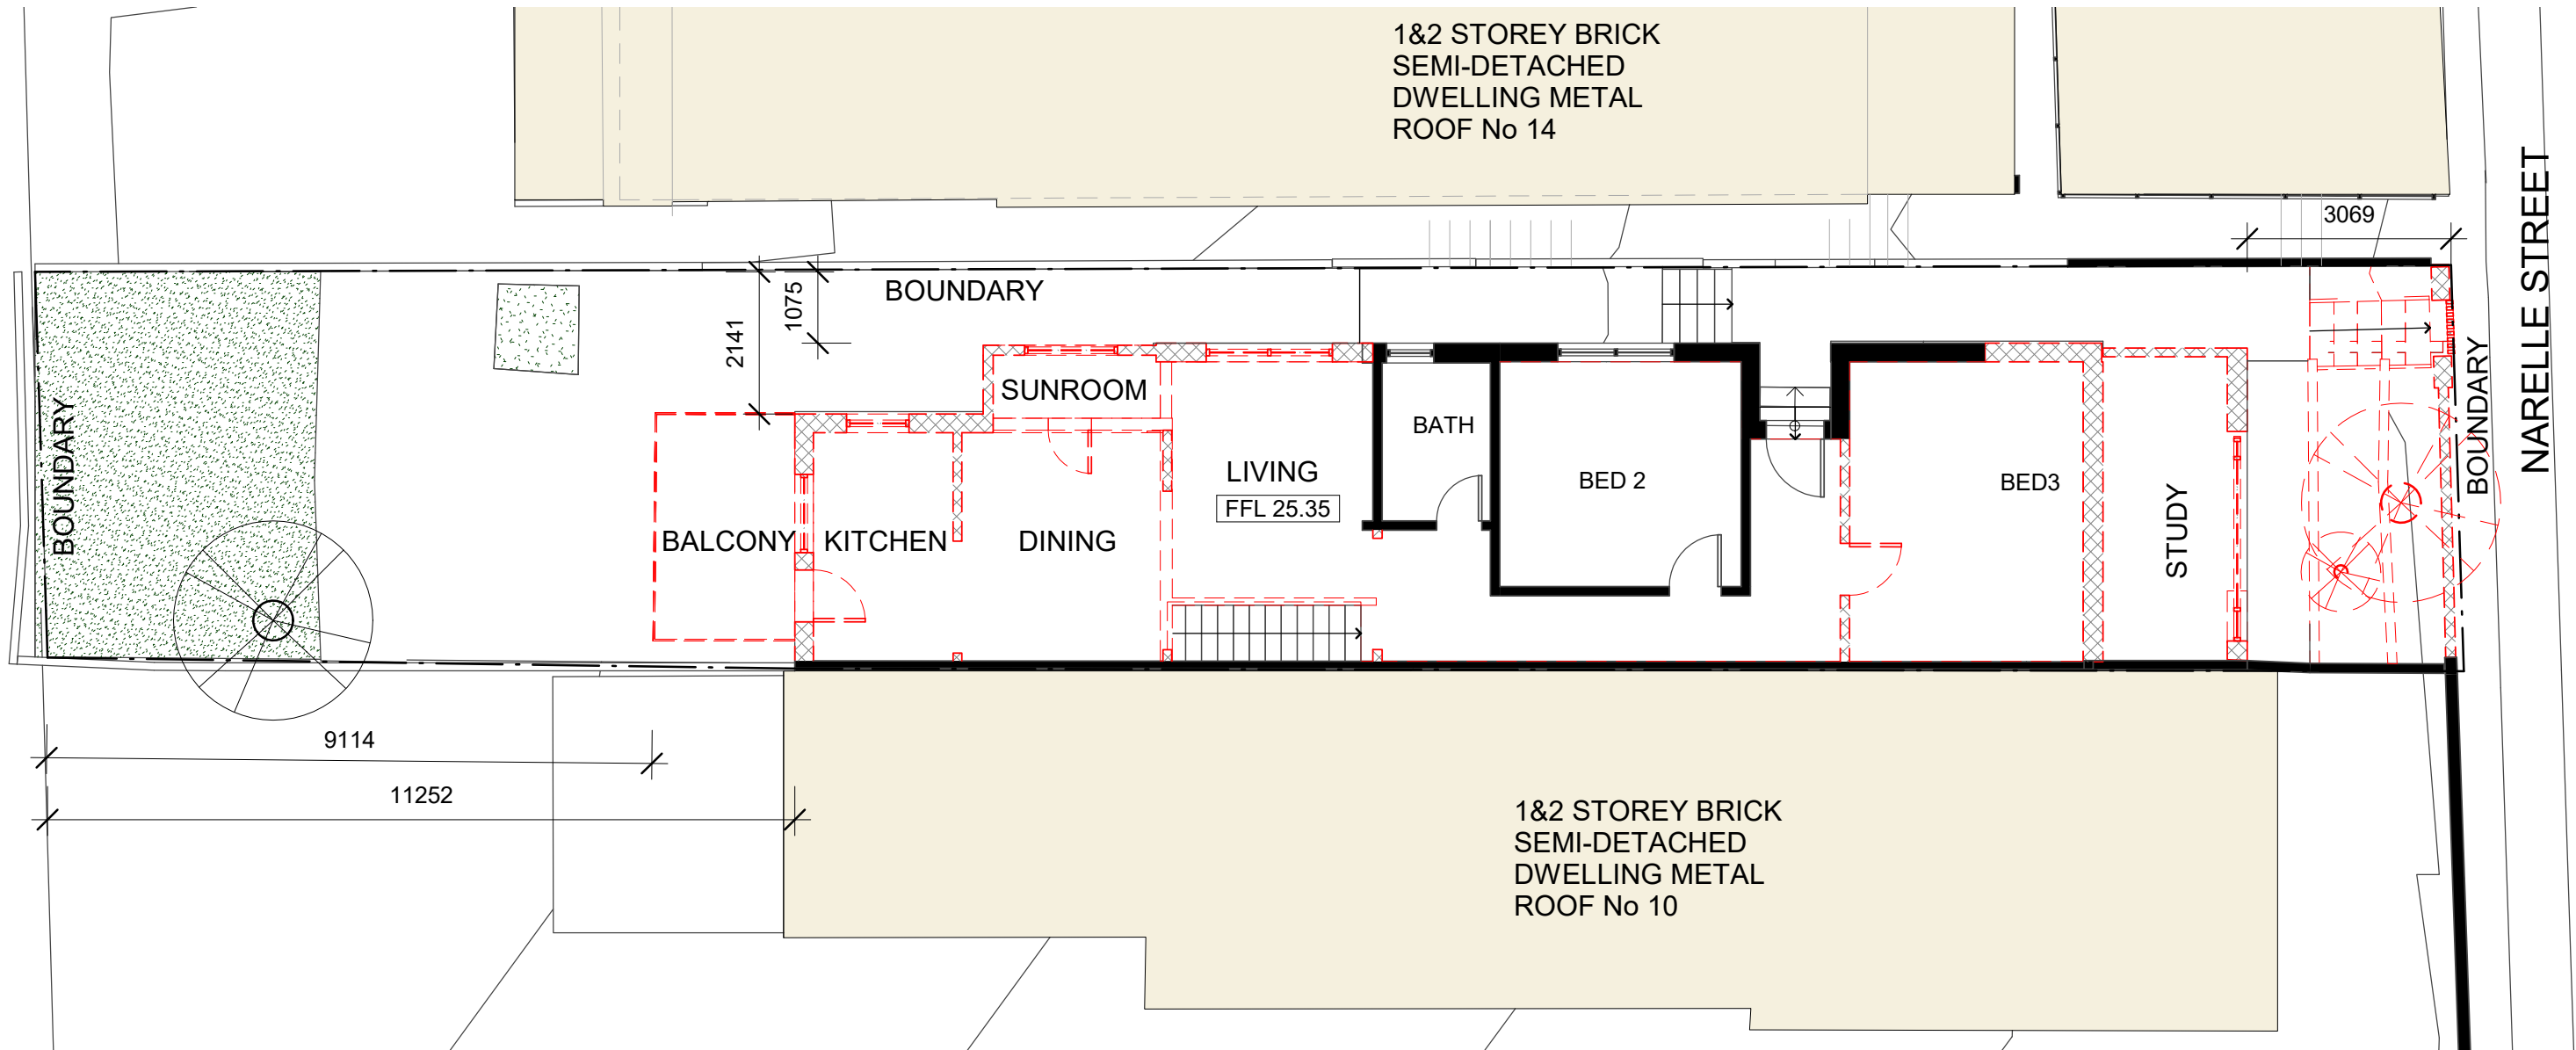 1&2 STOREY BRICK
SEMI-DETACHED
DWELLING METAL
ROOF No 14
NARELLE STREET
3069
BOUNDARY
1075
2141
SUNROOM
BOUNDARY
BATH
LIVING
FFL 25.35
BED 2
BED3
STUDY
BOUNDARY
BALCONY
KITCHEN
DINING
9114
11252
1&2 STOREY BRICK
SEMI-DETACHED
DWELLING METAL
ROOF No 10